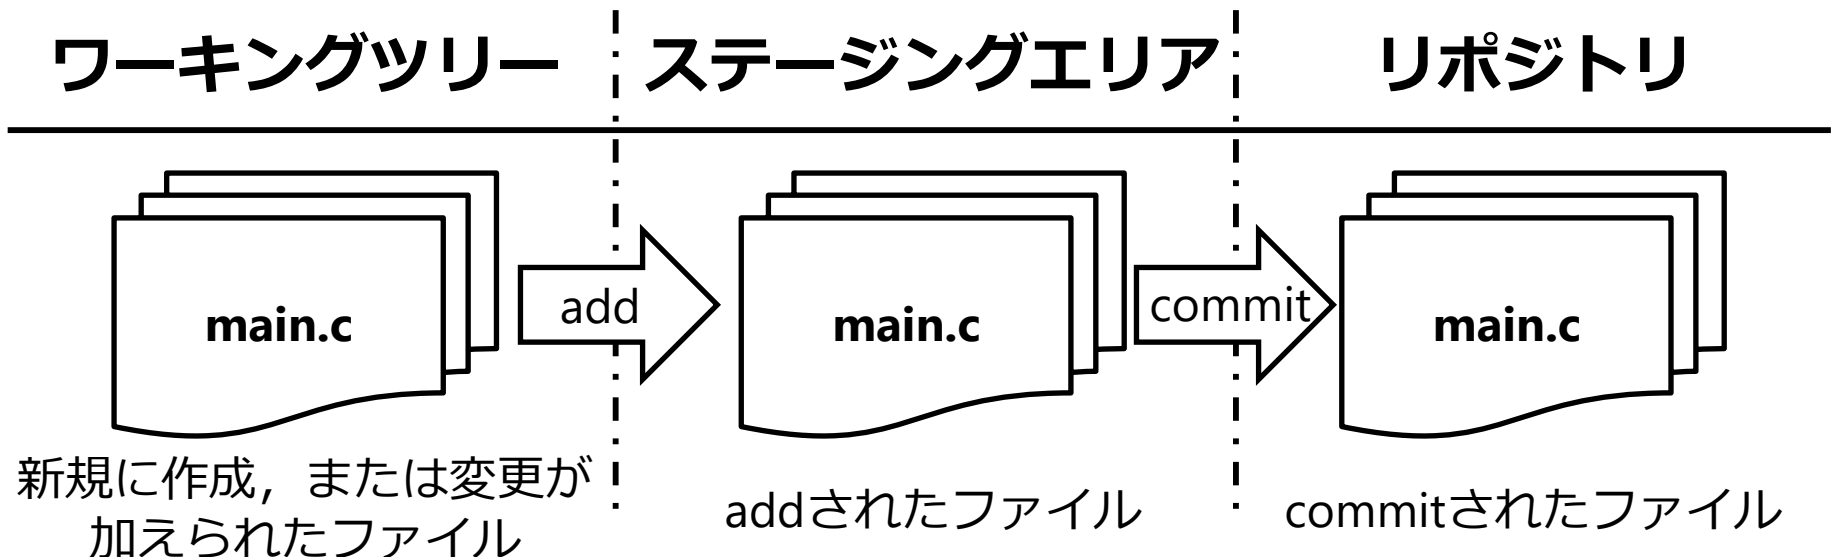 ワーキングツリー
ステージングエリア
リポジトリ
main.c
add
main.c
commit
main.c
新規に作成，または変更が
加えられたファイル
addされたファイル
commitされたファイル